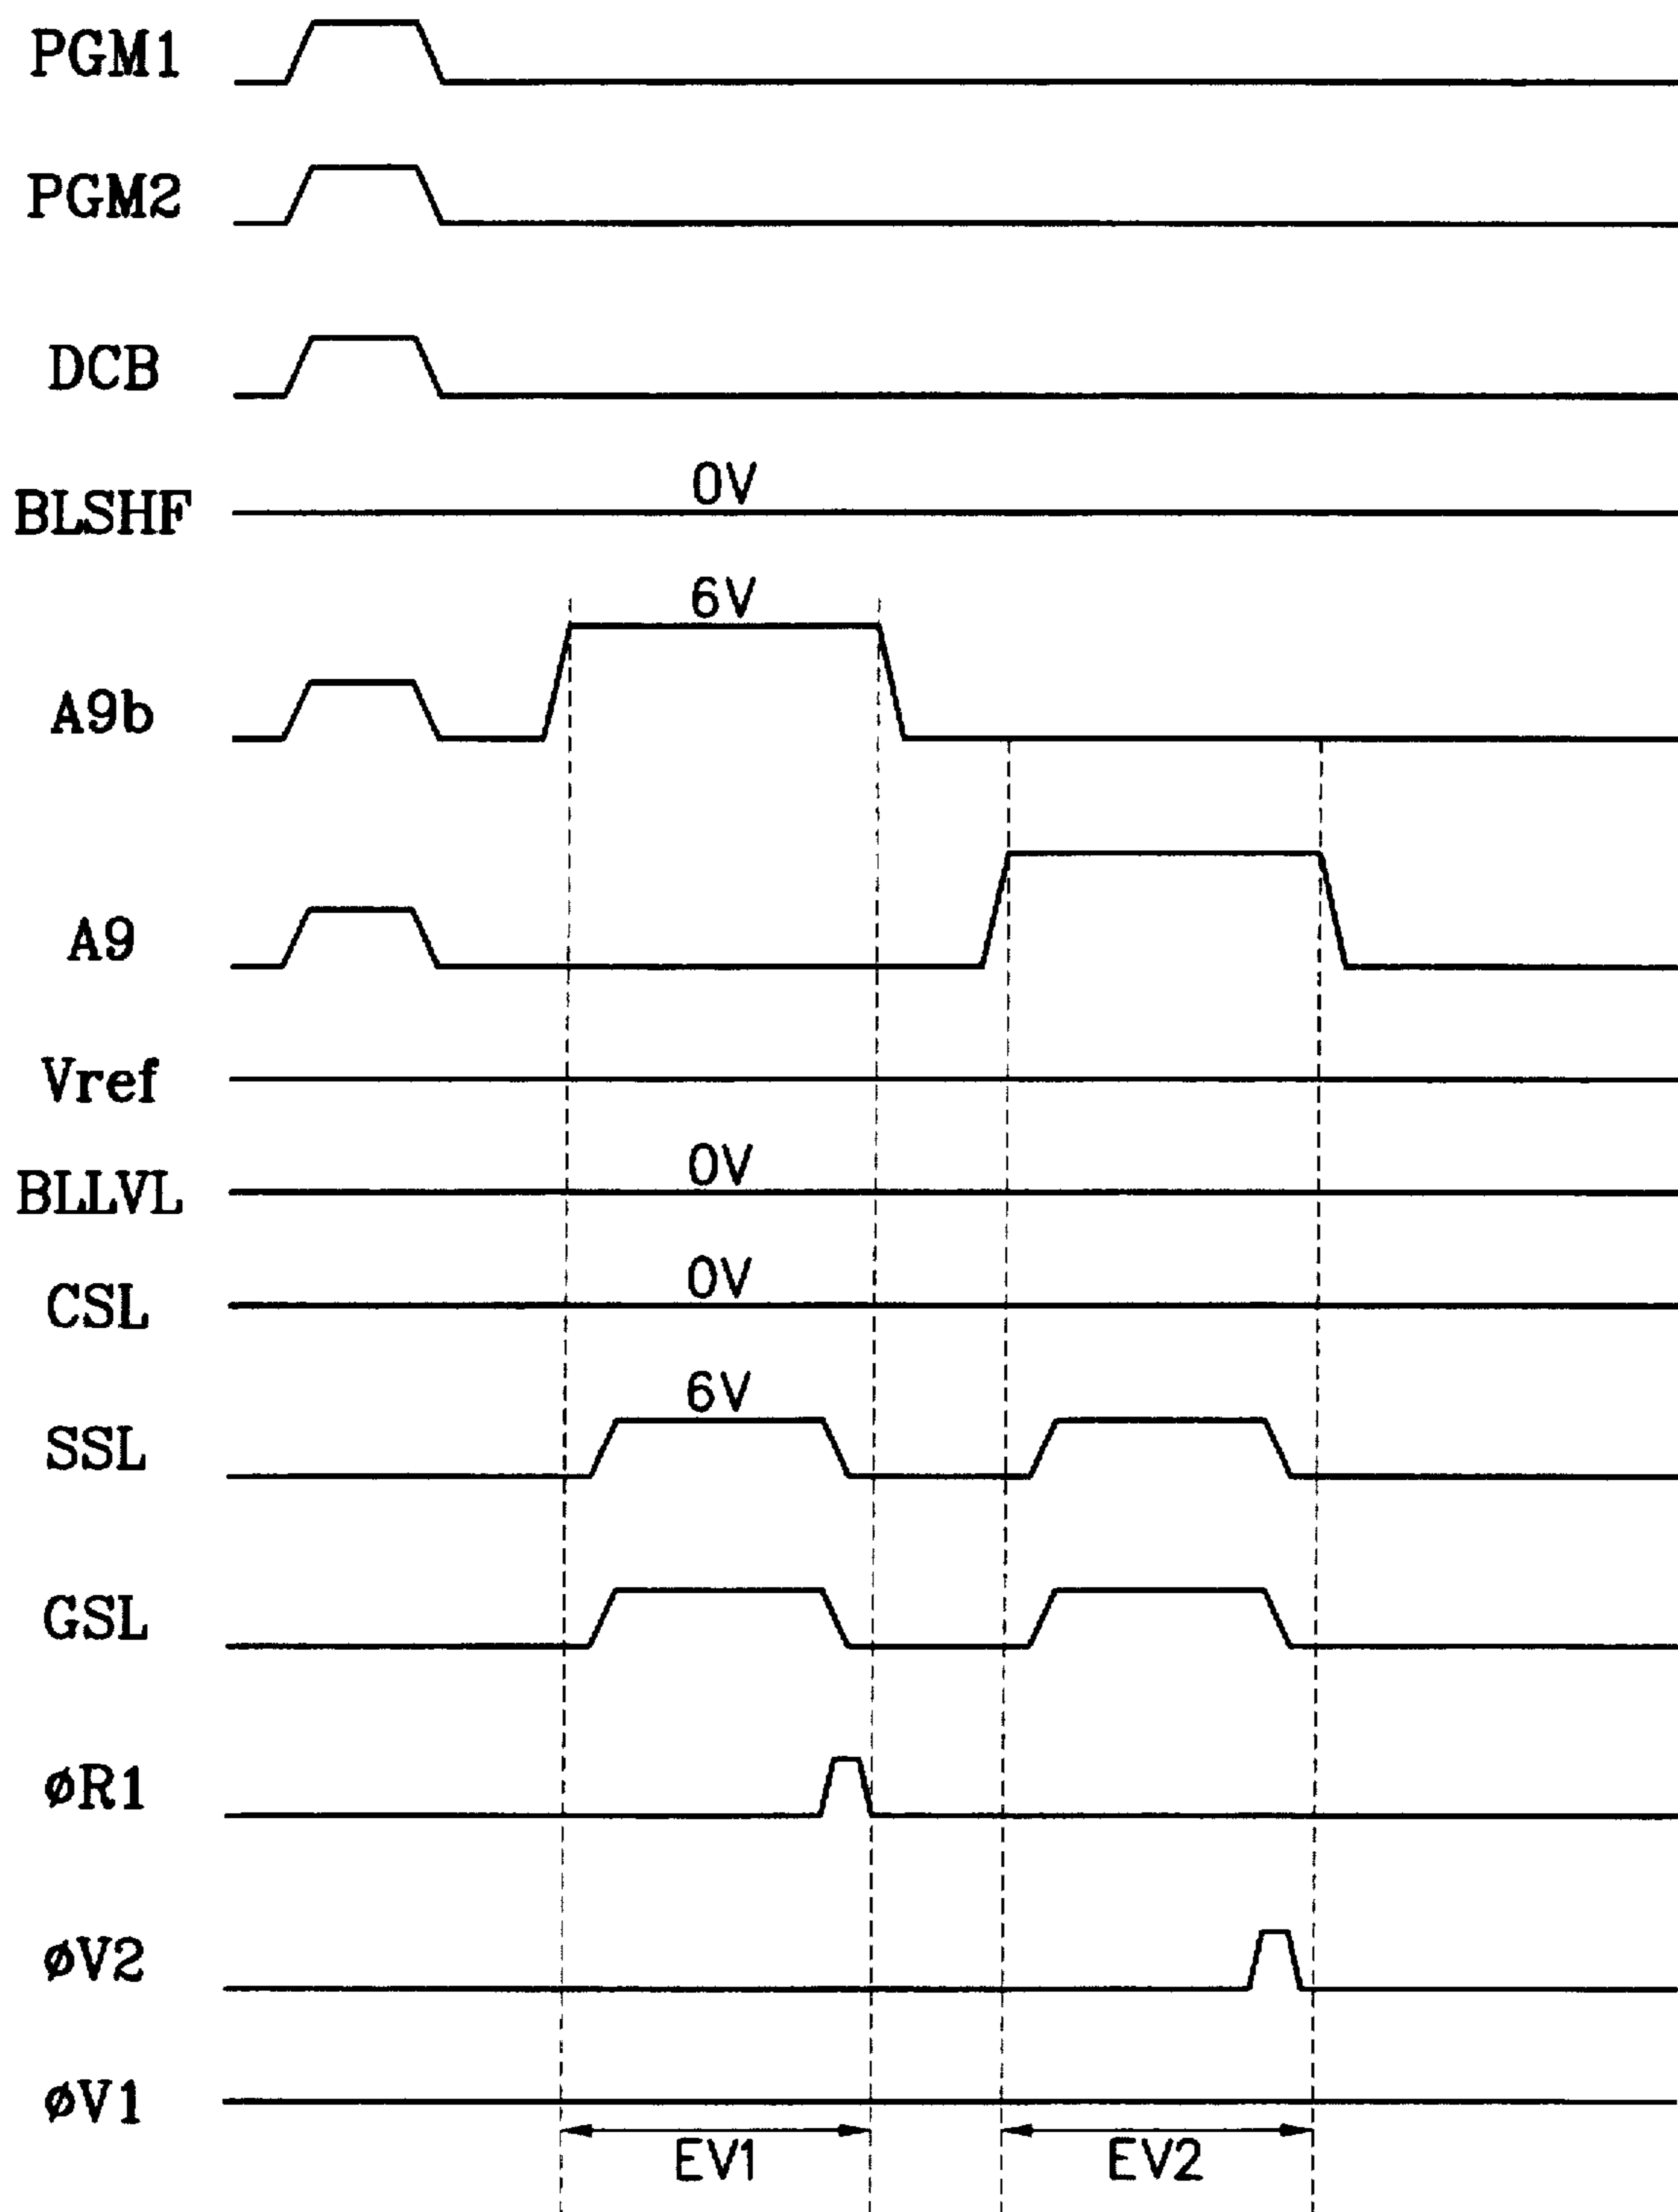 PGM1
PGM2
DCB
BLSHF 0V
6V
A9b
A9
Vref
BLLVL 0V
CSL 0V
SSL 6V
GSL
øR1
øV2
øV1
EV1 EV2